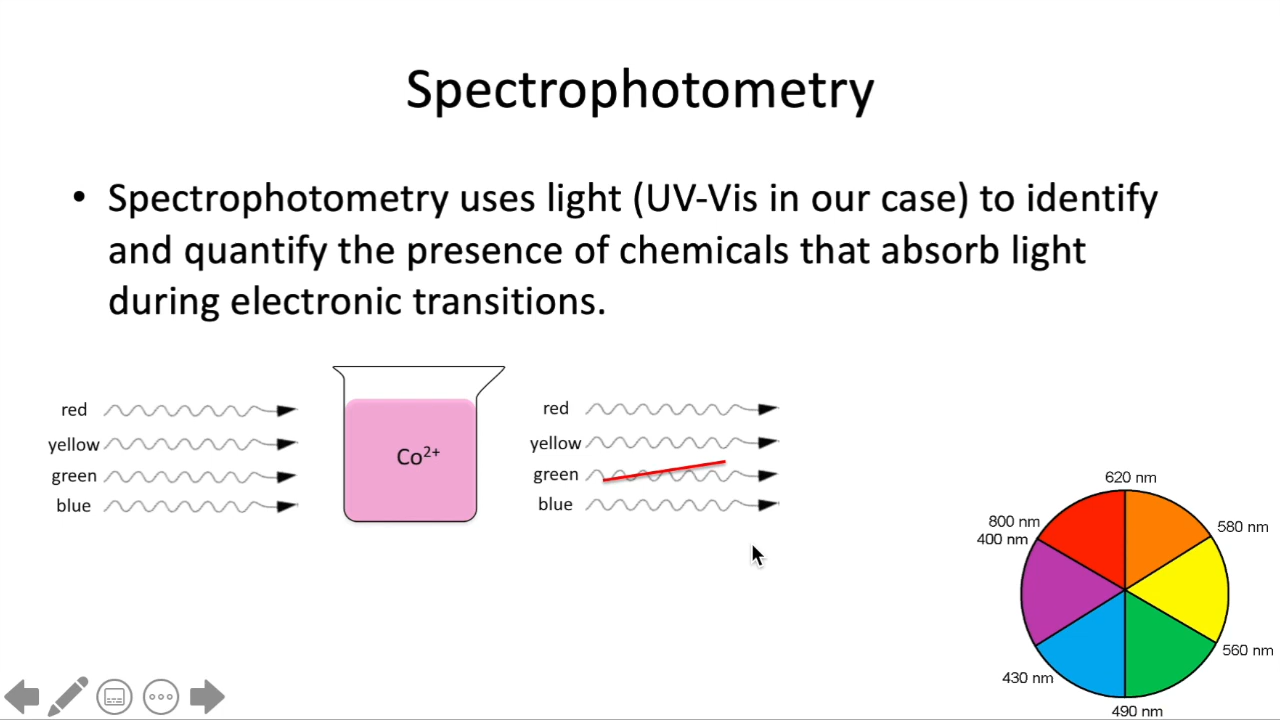 Spectrophotometry
• Spectrophotometry uses light (UV-Vis in our case) to identify
and quantify the presence of chemicals that absorb light
during electronic transitions.
red
yellow
green
blue
Co²⁺
red
yellow
green
blue
620 nm
580 nm
560 nm
490 nm
430 nm
400 nm
800 nm